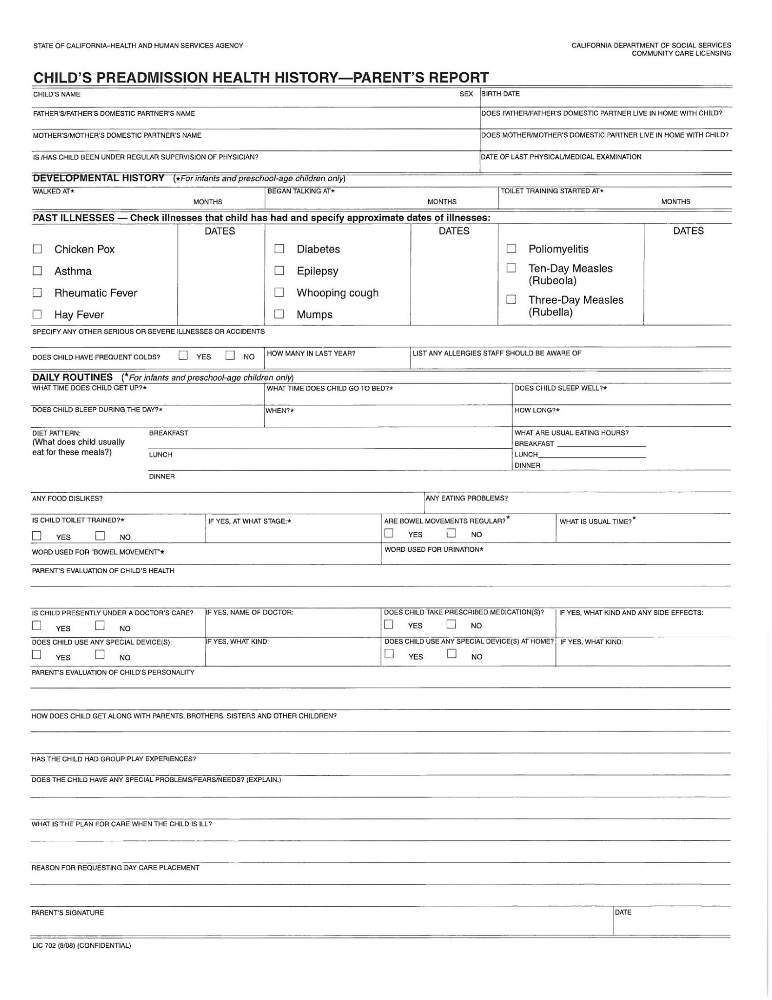 STATE OF CALIFORNIA–HEALTH AND HUMAN SERVICES AGENCY
CALIFORNIA DEPARTMENT OF SOCIAL SERVICES
COMMUNITY CARE LICENSING
CHILD'S PREADMISSION HEALTH HISTORY—PARENT'S REPORT
CHILD'S NAME SEX BIRTH DATE
FATHER'S/FATHER'S DOMESTIC PARTNER'S NAME DOES FATHER/FATHER'S DOMESTIC PARTNER LIVE IN HOME WITH CHILD?
MOTHER'S/MOTHER'S DOMESTIC PARTNER'S NAME DOES MOTHER/MOTHER'S DOMESTIC PARTNER LIVE IN HOME WITH CHILD?
IS /HAS CHILD BEEN UNDER REGULAR SUPERVISION OF PHYSICIAN? DATE OF LAST PHYSICAL/MEDICAL EXAMINATION
DEVELOPMENTAL HISTORY (*For infants and preschool-age children only)
WALKED AT* BEGAN TALKING AT* TOILET TRAINING STARTED AT*
MONTHS MONTHS MONTHS
PAST ILLNESSES — Check illnesses that child has had and specify approximate dates of illnesses:
DATES DATES DATES
☐ Chicken Pox ☐ Diabetes ☐ Poliomyelitis
☐ Asthma ☐ Epilepsy ☐ Ten-Day Measles
(Rubeola)
☐ Rheumatic Fever ☐ Whooping cough ☐ Three-Day Measles
☐ Hay Fever ☐ Mumps (Rubella)
SPECIFY ANY OTHER SERIOUS OR SEVERE ILLNESSES OR ACCIDENTS
DOES CHILD HAVE FREQUENT COLDS? ☐ YES ☐ NO HOW MANY IN LAST YEAR? LIST ANY ALLERGIES STAFF SHOULD BE AWARE OF
DAILY ROUTINES (*For infants and preschool-age children only)
WHAT TIME DOES CHILD GET UP?* WHAT TIME DOES CHILD GO TO BED?* DOES CHILD SLEEP WELL?*
DOES CHILD SLEEP DURING THE DAY?* WHEN?* HOW LONG?*
DIET PATTERN: BREAKFAST WHAT ARE USUAL EATING HOURS?
(What does child usually BREAKFAST
eat for these meals?) LUNCH LUNCH
DINNER
DINNER
ANY FOOD DISLIKES? ANY EATING PROBLEMS?
IS CHILD TOILET TRAINED?* IF YES, AT WHAT STAGE:* ARE BOWEL MOVEMENTS REGULAR?* WHAT IS USUAL TIME?*
☐ YES ☐ NO ☐ YES ☐ NO
WORD USED FOR "BOWEL MOVEMENT"* WORD USED FOR URINATION*
PARENT'S EVALUATION OF CHILD'S HEALTH
IS CHILD PRESENTLY UNDER A DOCTOR'S CARE? IF YES, NAME OF DOCTOR: DOES CHILD TAKE PRESCRIBED MEDICATION(S)? IF YES, WHAT KIND AND ANY SIDE EFFECTS:
☐ YES ☐ NO ☐ YES ☐ NO
DOES CHILD USE ANY SPECIAL DEVICE(S): IF YES, WHAT KIND: DOES CHILD USE ANY SPECIAL DEVICE(S) AT HOME? IF YES, WHAT KIND:
☐ YES ☐ NO ☐ YES ☐ NO
PARENT'S EVALUATION OF CHILD'S PERSONALITY
HOW DOES CHILD GET ALONG WITH PARENTS, BROTHERS, SISTERS AND OTHER CHILDREN?
HAS THE CHILD HAD GROUP PLAY EXPERIENCES?
DOES THE CHILD HAVE ANY SPECIAL PROBLEMS/FEARS/NEEDS? (EXPLAIN.)
WHAT IS THE PLAN FOR CARE WHEN THE CHILD IS ILL?
REASON FOR REQUESTING DAY CARE PLACEMENT
PARENT'S SIGNATURE DATE
LIC 702 (8/08) (CONFIDENTIAL)